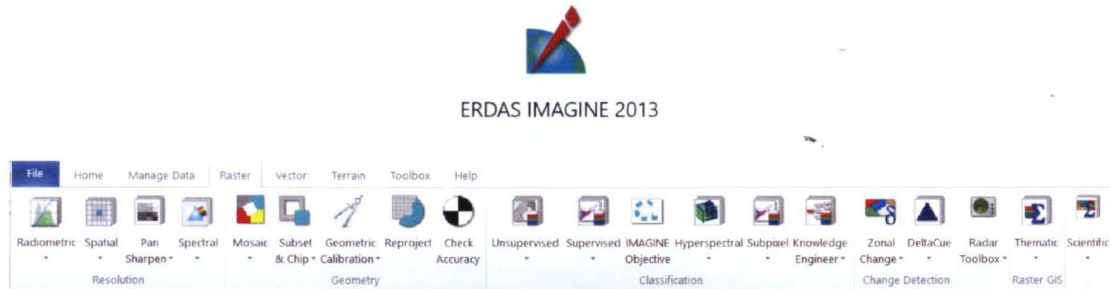 ERDAS IMAGINE 2013
File Home Manage Data Raster Vector Terrain Toolbox Help
Radiometric Spatial Pan Spectral Mosaic Subset Geometric Reproject Check Unsupervised Supervised IMAGINE Hyperspectral Subpixel Knowledge Zonal DeltaCue Radar Thematic Scientific
Sharpen & Chip Calibration Accuracy Objective Engineer Change Toolbox
Resolution Geometry Classification Change Detection Raster GIS